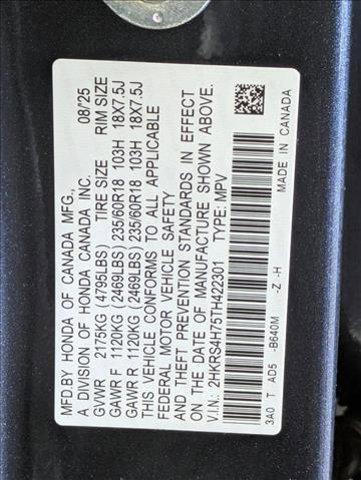 MFD.BY HONDA OF CANADA MFG.,      08/25
A DIVISION OF HONDA CANADA INC.
TIRE SIZE   RIM SIZE
GVWR   2175KG (4795LBS)
GAWR F  1120KG (2469LBS) 235/60R18 103H 18X7.5J
GAWR R  1120KG (2469LBS) 235/60R18 103H 18X7.5J
THIS VEHICLE CONFORMS TO ALL APPLICABLE
FEDERAL MOTOR VEHICLE SAFETY
AND THEFT PREVENTION STANDARDS IN EFFECT
ON THE DATE OF MANUFACTURE SHOWN ABOVE.
V.I.N.: 2HKRS4H75TH422301   TYPE: MPV
3A0 T AD5 -B640M -Z -H MADE IN CANADA